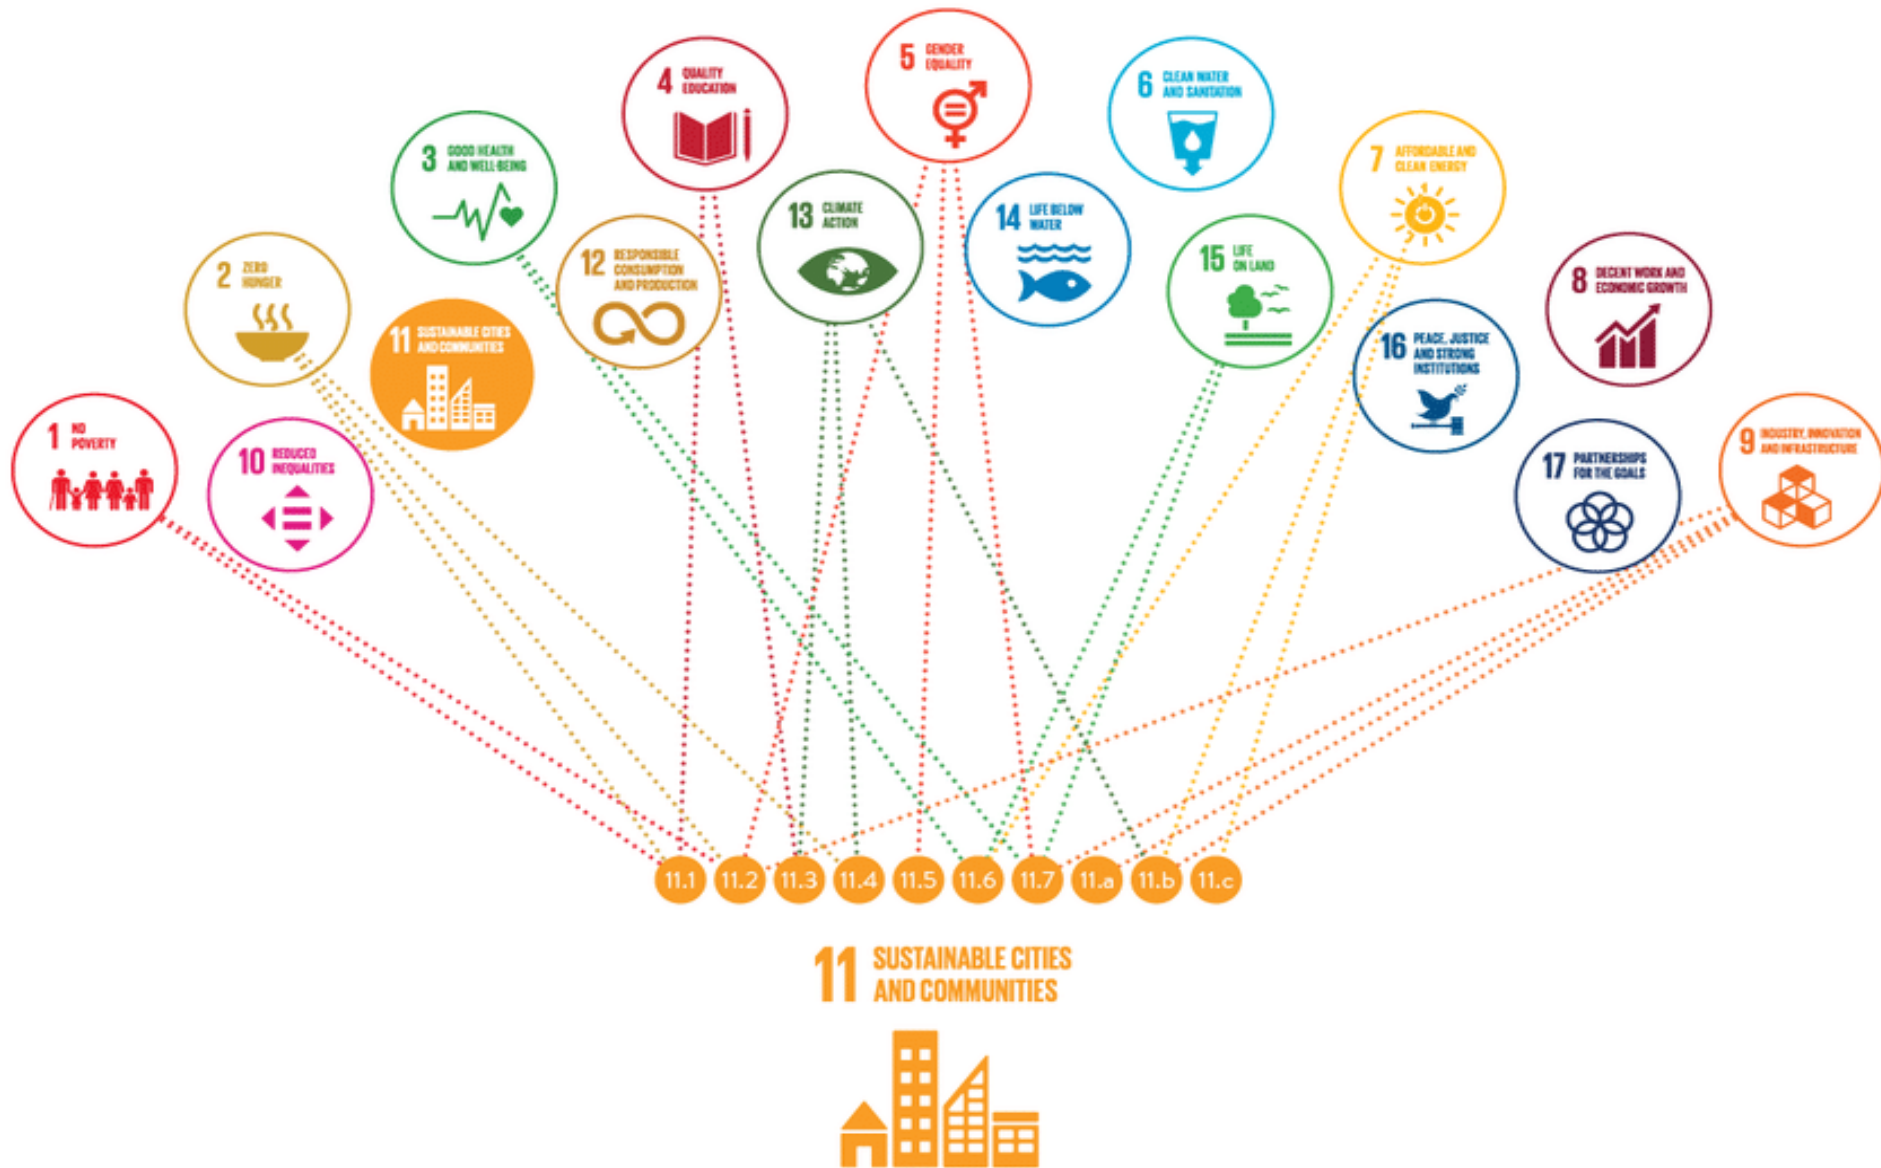 5 GENDER
EQUALITY
4 QUALITY
EDUCATION
6 CLEAN WATER
AND SANITATION
3 GOOD HEALTH
AND WELL-BEING
7 AFFORDABLE AND
CLEAN ENERGY
13 CLIMATE
ACTION
14 LIFE BELOW
WATER
12 RESPONSIBLE
CONSUMPTION
AND PRODUCTION
15 LIFE
ON LAND
2 ZERO
HUNGER
8 DECENT WORK AND
ECONOMIC GROWTH
11 SUSTAINABLE CITIES
AND COMMUNITIES
16 PEACE, JUSTICE
AND STRONG
INSTITUTIONS
1 NO
POVERTY
10 REDUCED
INEQUALITIES
17 PARTNERSHIPS
FOR THE GOALS
9 INDUSTRY, INNOVATION
AND INFRASTRUCTURE
11.1 11.2 11.3 11.4 11.5 11.6 11.7 11.a 11.b 11.c
11 SUSTAINABLE CITIES
AND COMMUNITIES